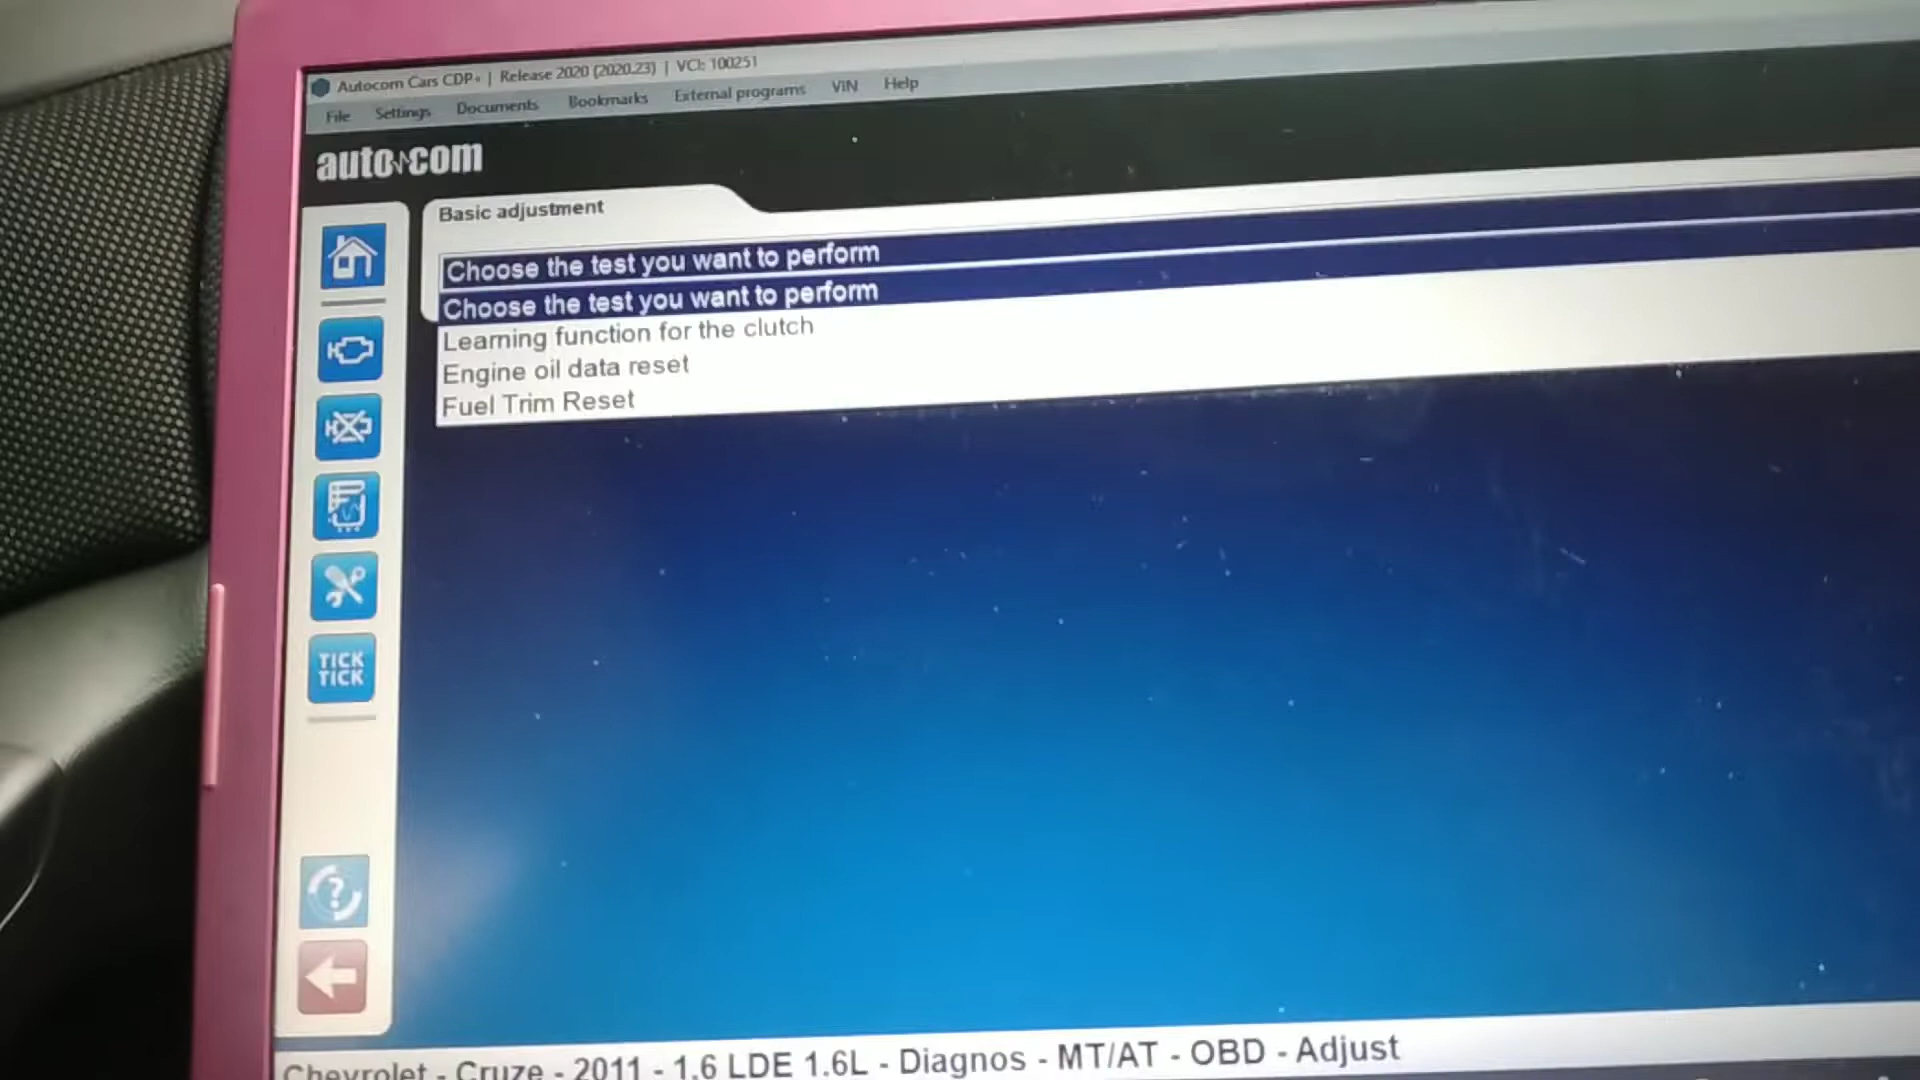 Autocom Cars CDP+ | Release 2020 (2020.23) | VCI: 100251
File Settings Documents Bookmarks External programs VIN Help
auto com
Basic adjustment
Choose the test you want to perform
Choose the test you want to perform
Learning function for the clutch
Engine oil data reset
Fuel Trim Reset
TICK
TICK
?
Chevrolet - Cruze - 2011 - 1.6 LDE 1.6L - Diagnos - MT/AT - OBD - Adjust